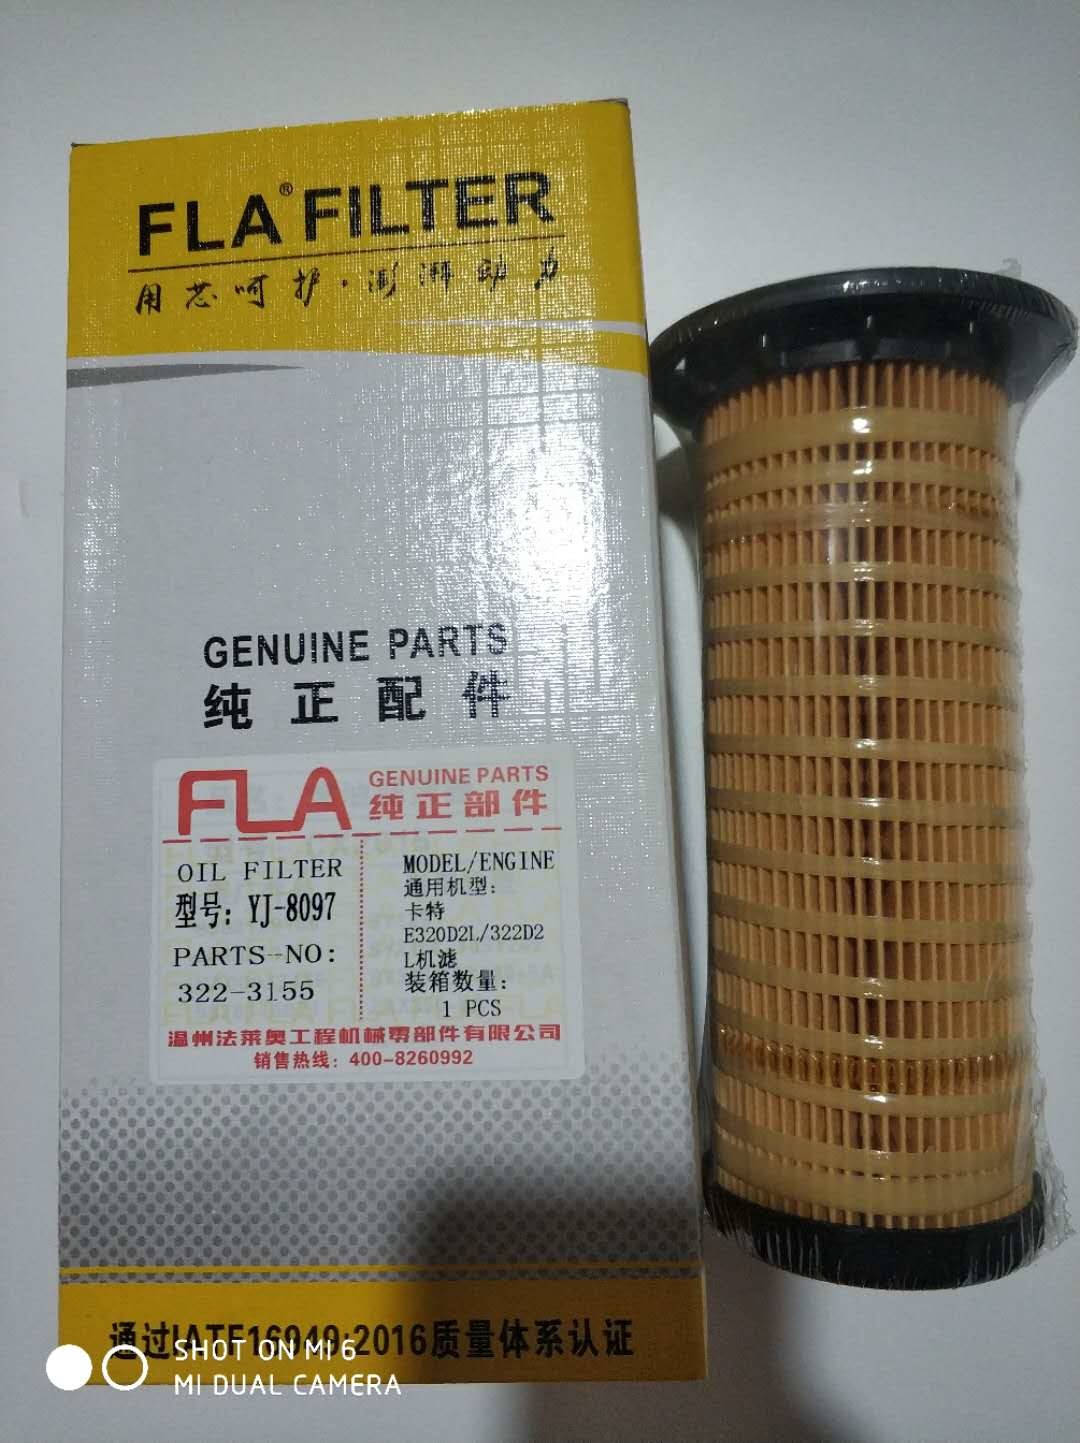 FLA® FILTER
用芯呵护·澎湃动力
GENUINE PARTS
纯正配件
FLA GENUINE PARTS
纯正部件
OIL FILTER
型号: YJ-8097
PARTS-NO:
322-3155
MODEL/ENGINE
通用机型:
卡特
E320D2L/322D2
L机滤
装箱数量:
1 PCS
温州法莱奥工程机械零部件有限公司
销售热线: 400-8260992
通过IATF16949:2016质量体系认证
SHOT ON MI 6
MI DUAL CAMERA